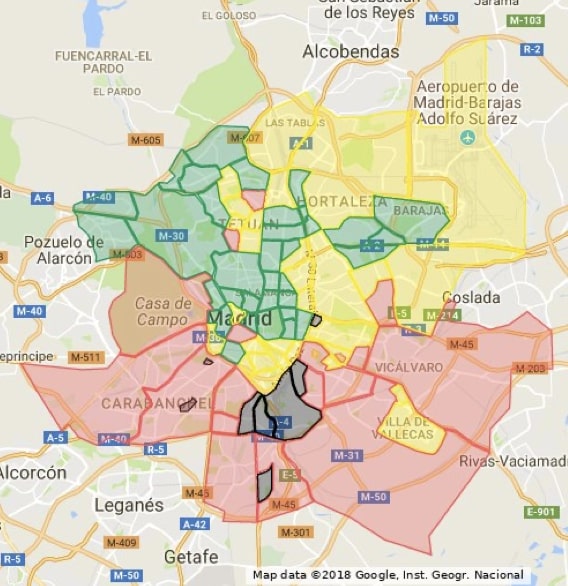 San Sebastián
de los Reyes
Jarama
EL GOLOSO
M-50
M-103
FUENCARRAL-EL
PARDO
Alcobendas
R-2
EL PARDO
Aeropuerto de
Madrid-Barajas
Adolfo Suárez
LAS TABLAS
M-605
M-607
A-1
A-6
M-40
HORTALEZA
BARAJAS
TETUÁN
M-30
A-2
M-14
Pozuelo de
Alarcón
M-503
SALAMANCA
Casa de
Campo
Coslada
M-40
Madrid
R-3
M-214
M-30
M-45
M-511
VICÁLVARO
M-203
CARABANCHEL
A-4
VILLA DE
VALLECAS
A-5
M-40
R-5
M-31
Rivas-Vaciamad
Alcorcón
E-5
M-45
M-50
Leganés
M-45
E-901
A-42
M-301
M-409
Getafe
R-5
M-50
Map data ©2018 Google, Inst. Geogr. Nacional